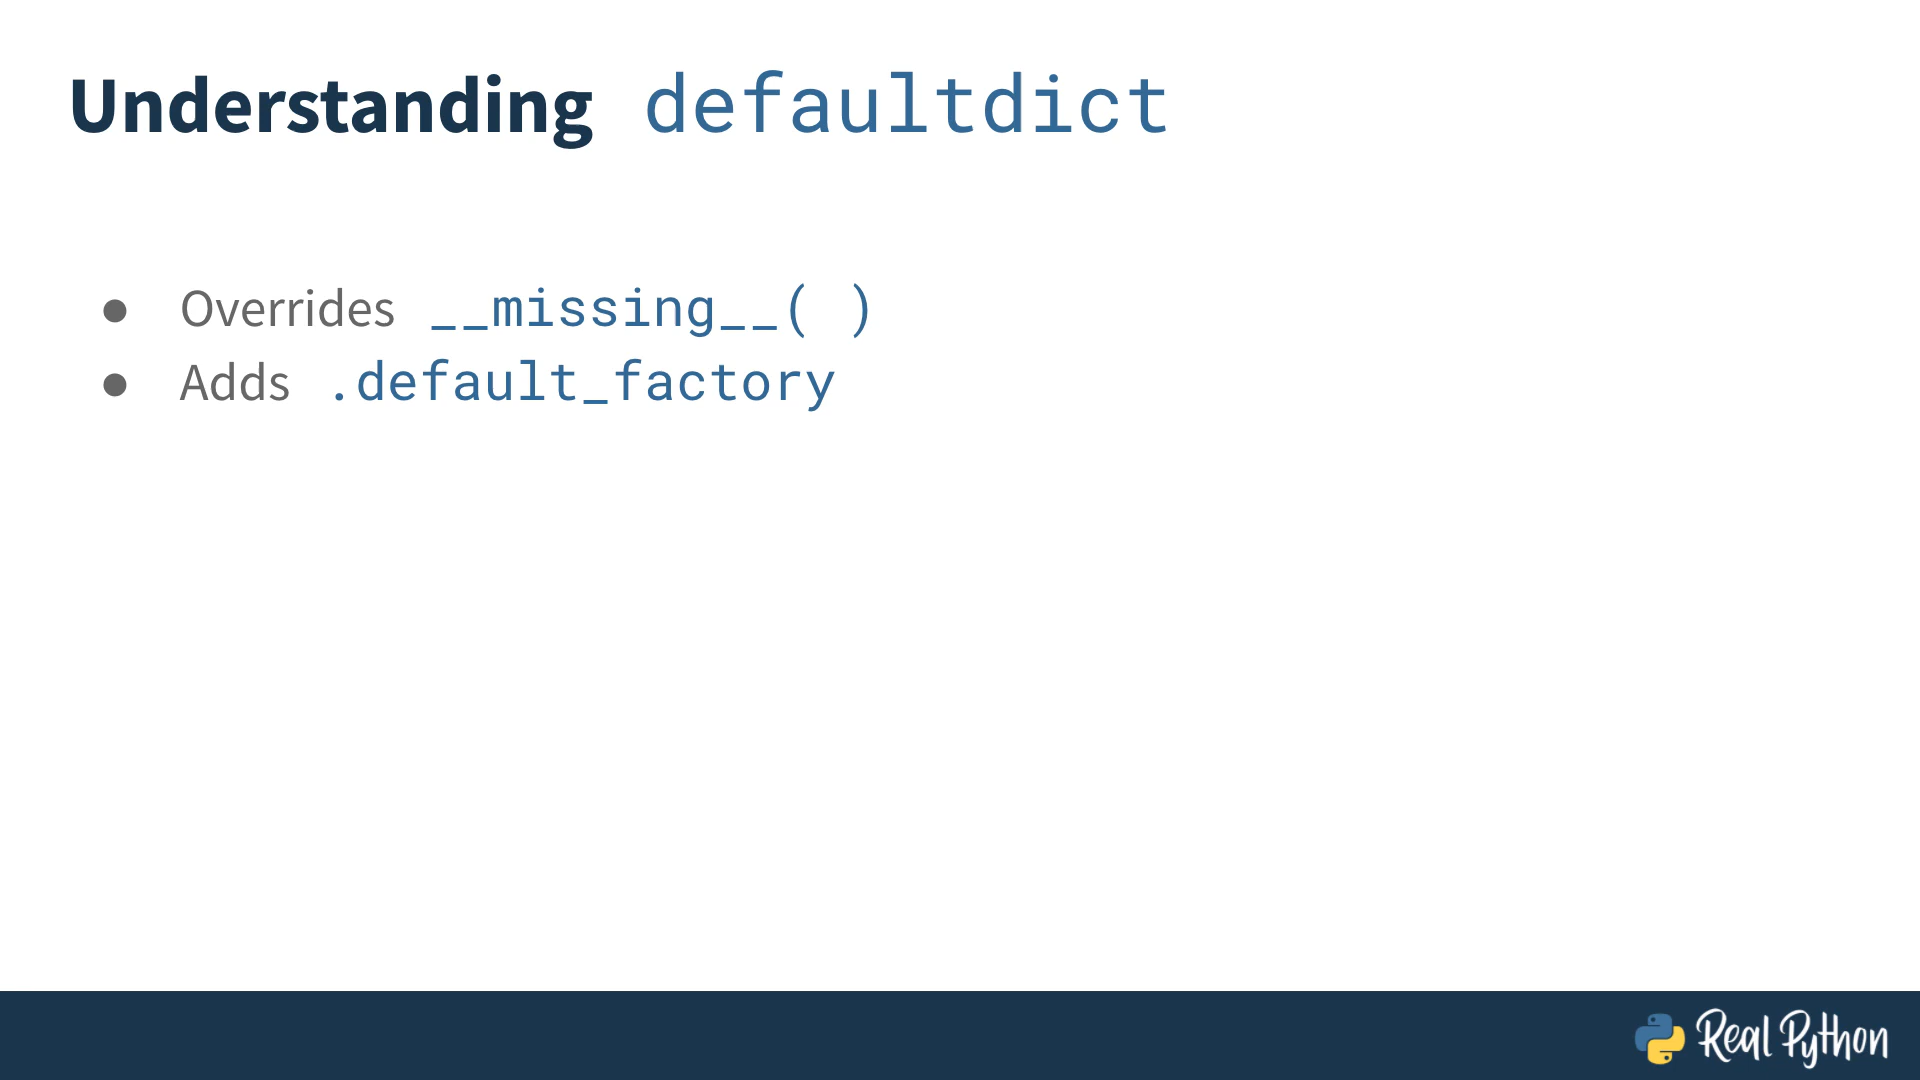 Understanding defaultdict
● Overrides __missing__( )
● Adds .default_factory
Real Python